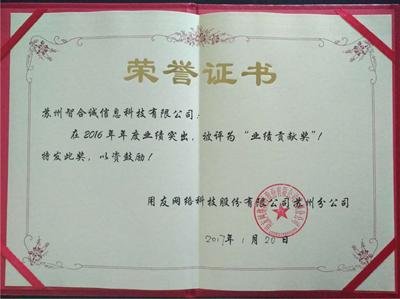 荣誉证书
苏州智合诚信息科技有限公司：
在2016年年度业绩突出，被评为“业绩贡献奖”！
特发此奖，以资鼓励！
用友网络科技股份有限公司苏州分公司
2017年1月20日